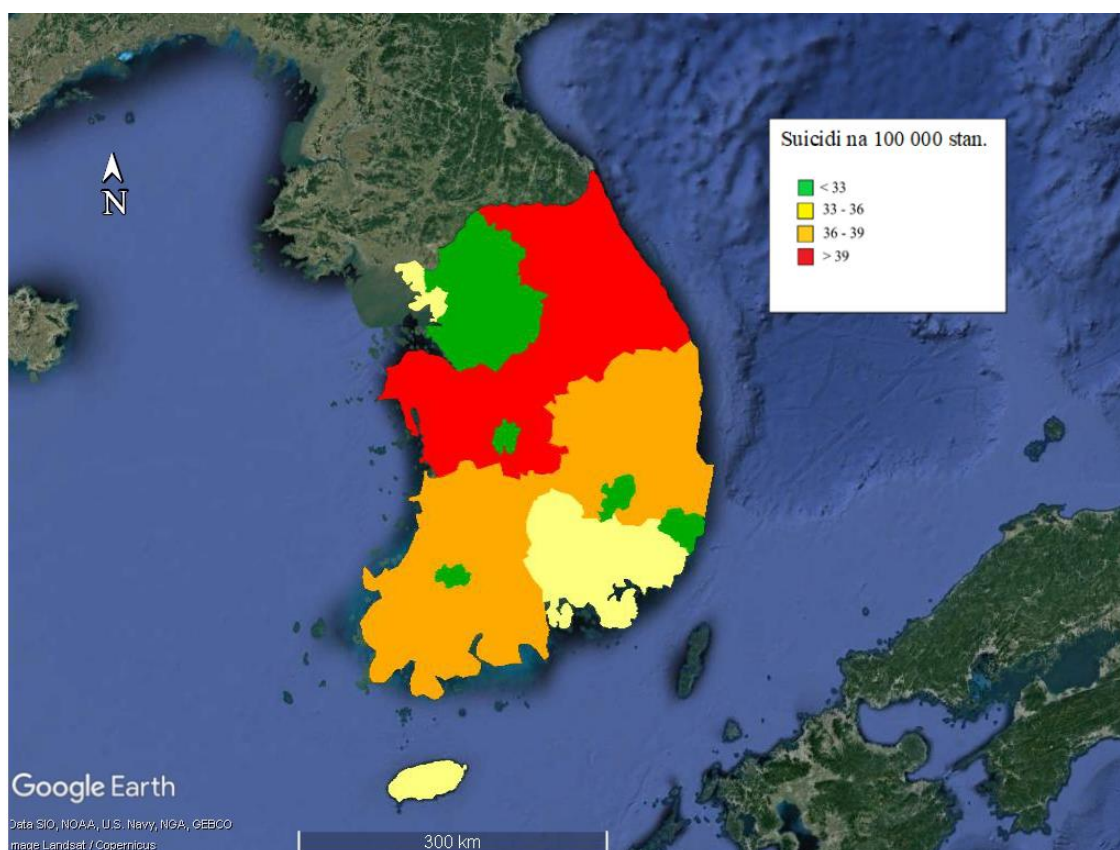 Suicidi na 100 000 stan.
< 33
33 - 36
36 - 39
> 39
N
Google Earth
Data SIO, NOAA, U.S. Navy, NGA, GEBCO
Image Landsat / Copernicus
300 km